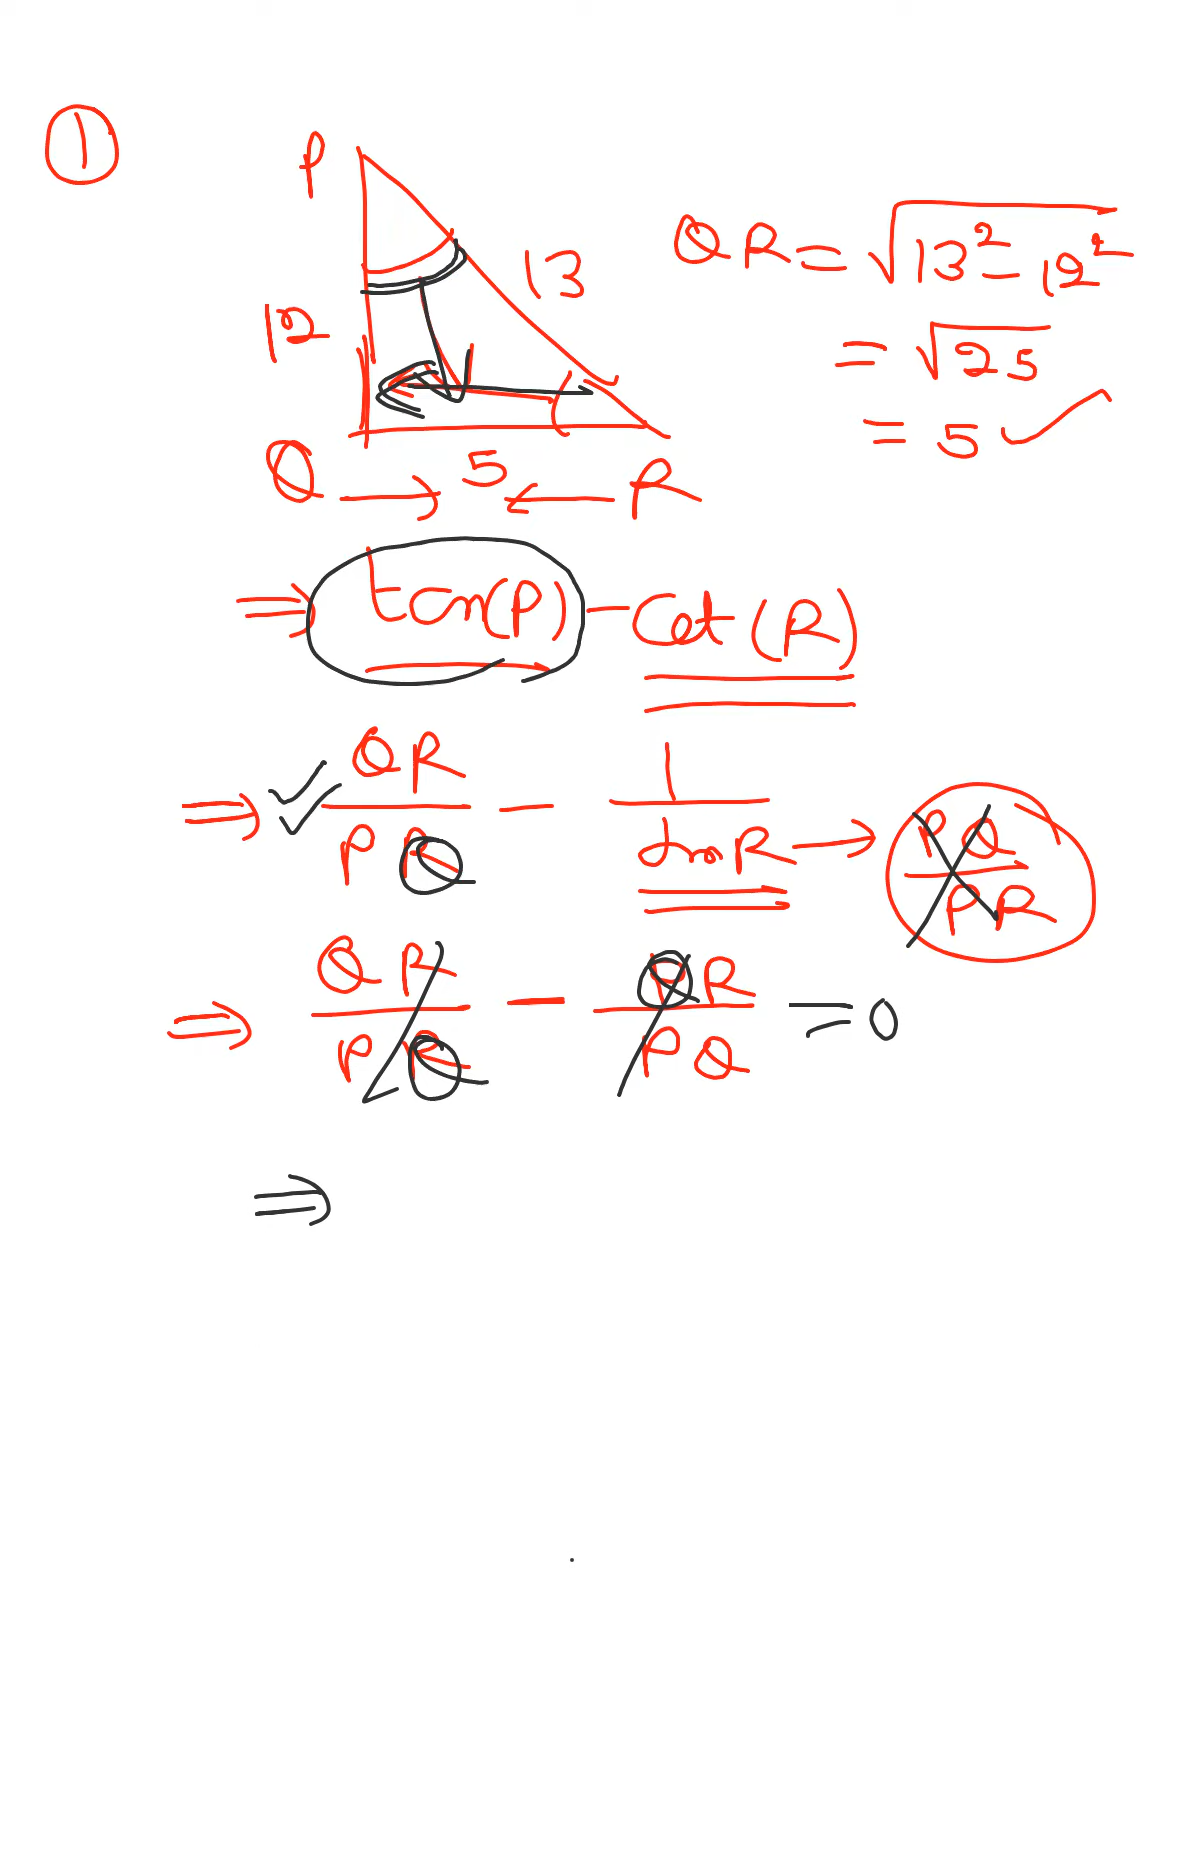 ①
P
13
12
Q → 5 ← R
QR = √13² - 12²
= √25
= 5 ✓
⇒ tan(P) - cot(R)
⇒ QR/PQ - 1/tanR → PQ/PR
⇒ QR/PQ - QR/PQ = 0
⇒